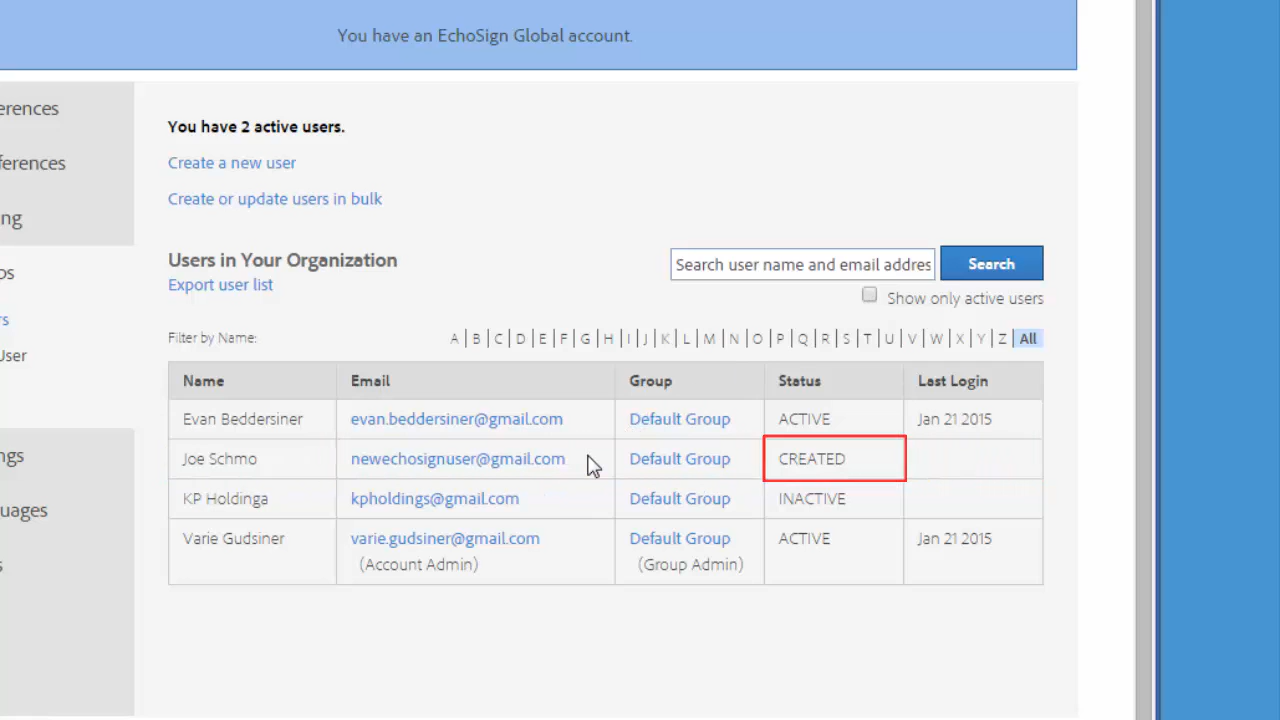 You have an EchoSign Global account.
erences
ferences
ng
os
rs
User
ngs
uages
s
You have 2 active users.
Create a new user
Create or update users in bulk
Users in Your Organization
Export user list
Search user name and email addres
Search
Show only active users
Filter by Name:
A | B | C | D | E | F | G | H | I | J | K | L | M | N | O | P | Q | R | S | T | U | V | W | X | Y | Z | All
Name Email Group Status Last Login
Evan Beddersiner evan.beddersiner@gmail.com Default Group ACTIVE Jan 21 2015
Joe Schmo newechosignuser@gmail.com Default Group CREATED
KP Holdinga kpholdings@gmail.com Default Group INACTIVE
Varie Gudsiner varie.gudsiner@gmail.com Default Group ACTIVE Jan 21 2015
(Account Admin) (Group Admin)